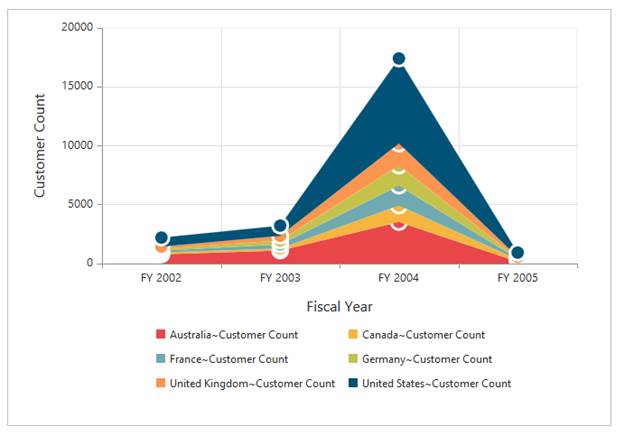 20000
15000
10000
5000
0
Customer Count
FY 2002 FY 2003 FY 2004 FY 2005
Fiscal Year
Australia~Customer Count Canada~Customer Count
France~Customer Count Germany~Customer Count
United Kingdom~Customer Count United States~Customer Count